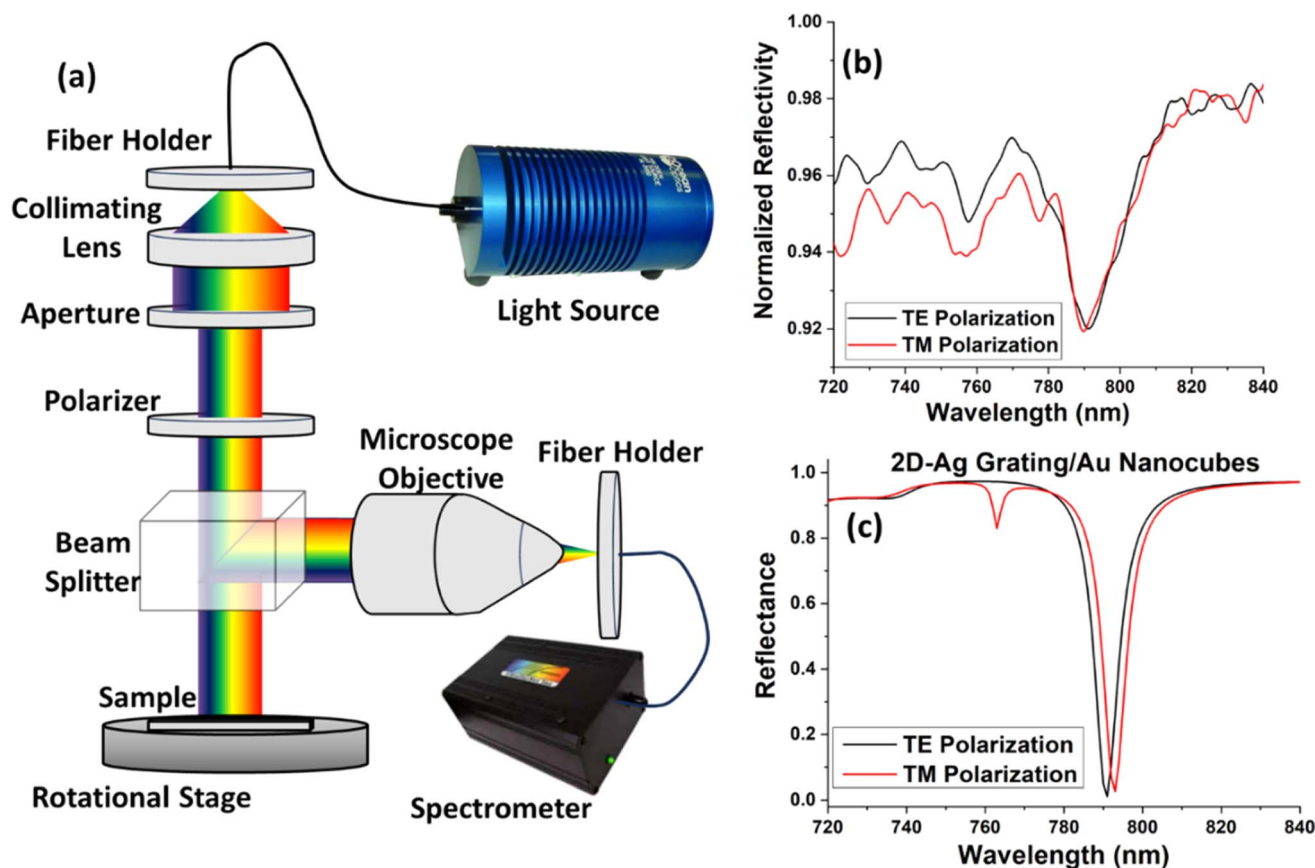 (a)
Fiber Holder
Collimating
Lens
Aperture
Polarizer
Beam
Splitter
Sample
Rotational Stage
Ocean
Optics
Light Source
Microscope
Objective
Fiber Holder
Spectrometer
(b)
Normalized Reflectivity
1.00
0.98
0.96
0.94
0.92
TE Polarization
TM Polarization
720 740 760 780 800 820 840
Wavelength (nm)
2D-Ag Grating/Au Nanocubes
(c)
Reflectance
1.0
0.8
0.6
0.4
0.2
0.0
TE Polarization
TM Polarization
720 740 760 780 800 820 840
Wavelength (nm)